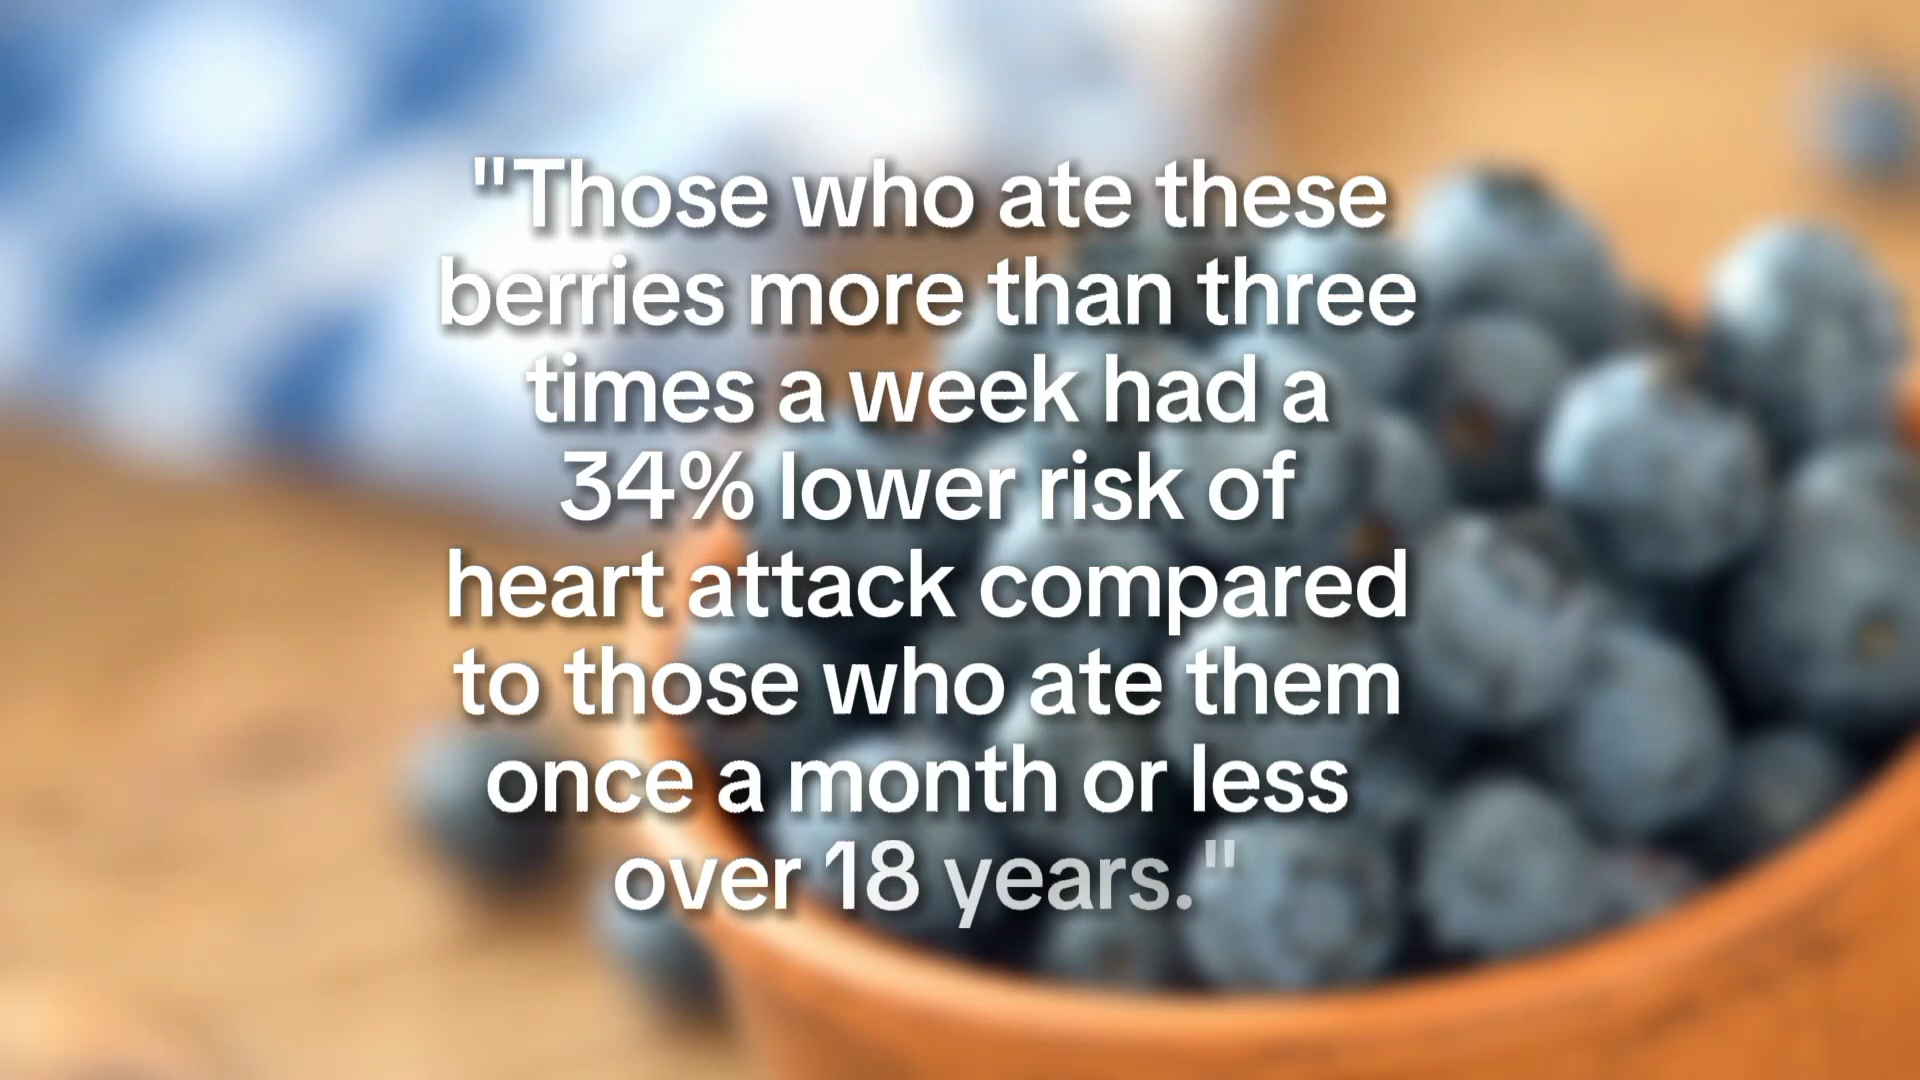 "Those who ate these
berries more than three
times a week had a
34% lower risk of
heart attack compared
to those who ate them
once a month or less
over 18 years."